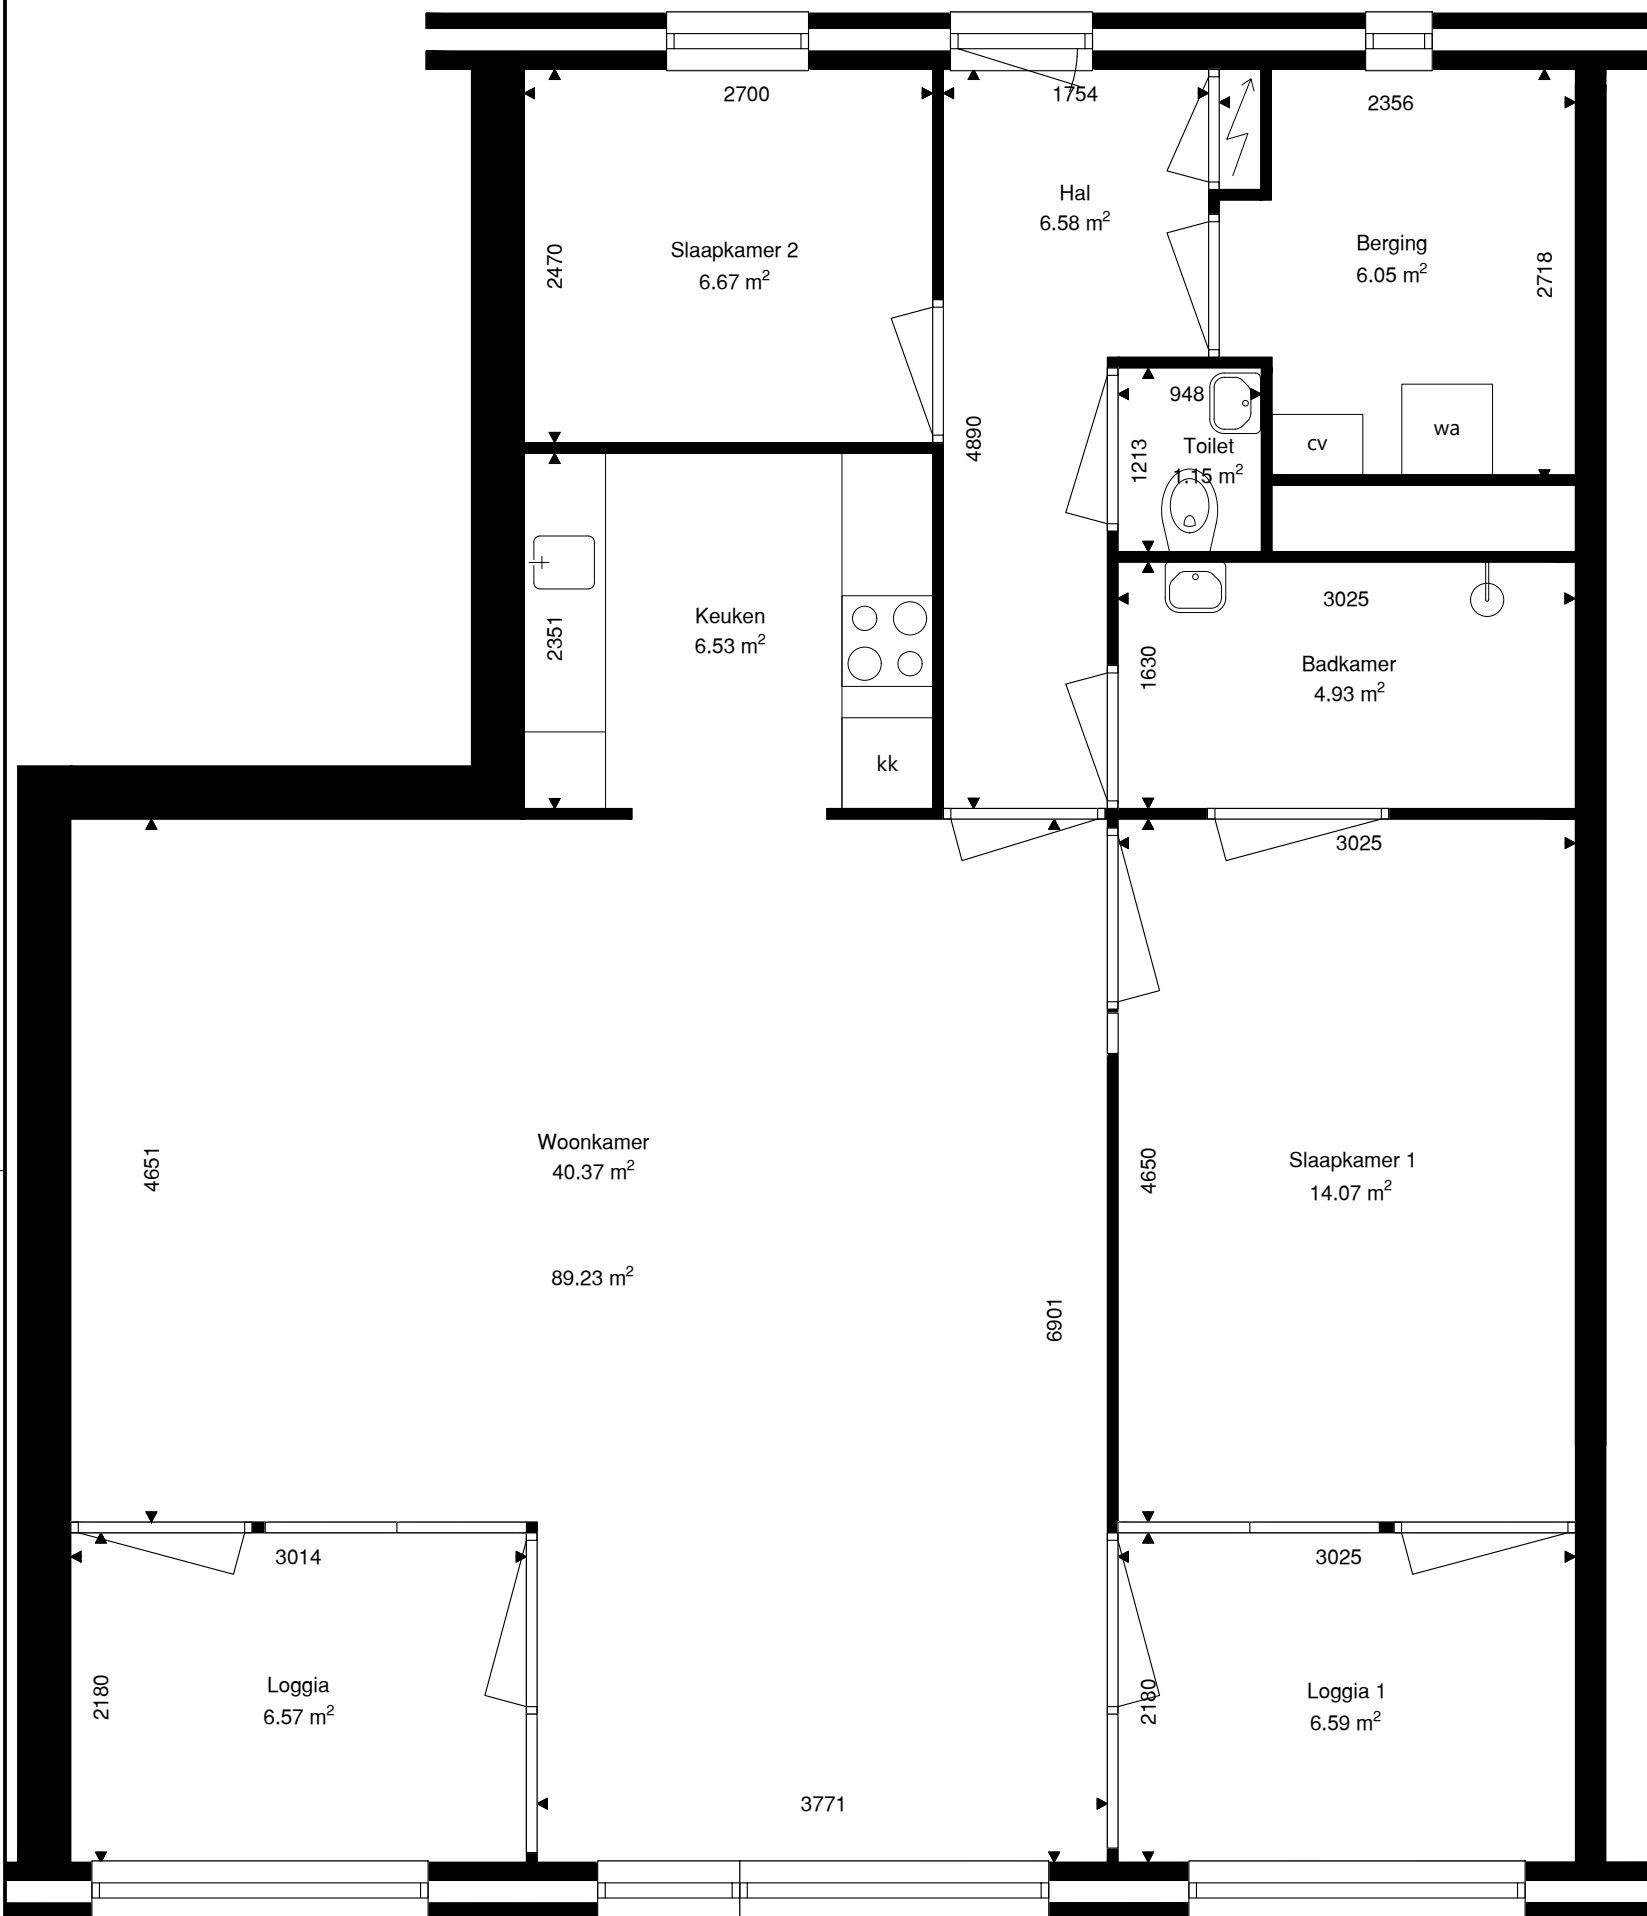 2700
1754
2356
Hal
6.58 m²
Slaapkamer 2
6.67 m²
2470
Berging
6.05 m²
2718
948
4890
1213
Toilet
1.15 m²
cv
wa
2351
Keuken
6.53 m²
3025
1630
Badkamer
4.93 m²
kk
3025
4651
Woonkamer
40.37 m²
4650
Slaapkamer 1
14.07 m²
89.23 m²
6901
3014
3025
2180
Loggia
6.57 m²
2180
Loggia 1
6.59 m²
3771